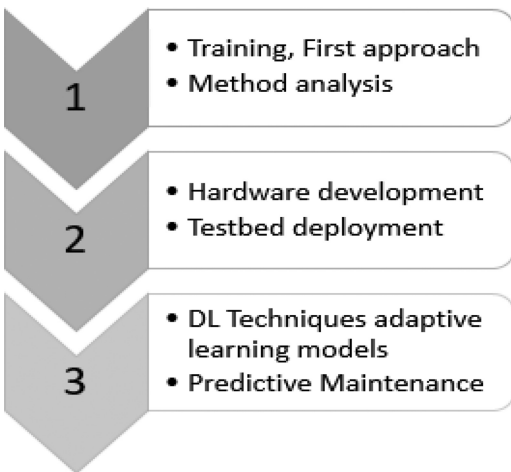 1
• Training, First approach
• Method analysis
2
• Hardware development
• Testbed deployment
3
• DL Techniques adaptive
learning models
• Predictive Maintenance